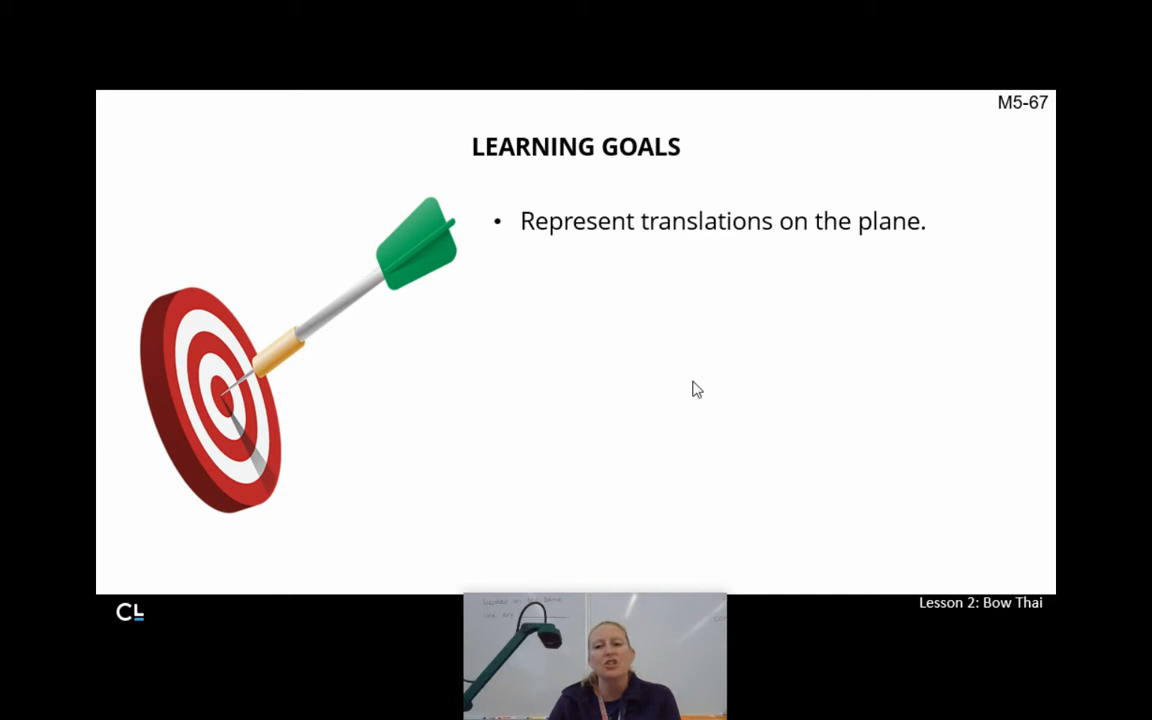 M5-67
LEARNING GOALS
• Represent translations on the plane.
CL
Lesson 2: Bow Thai